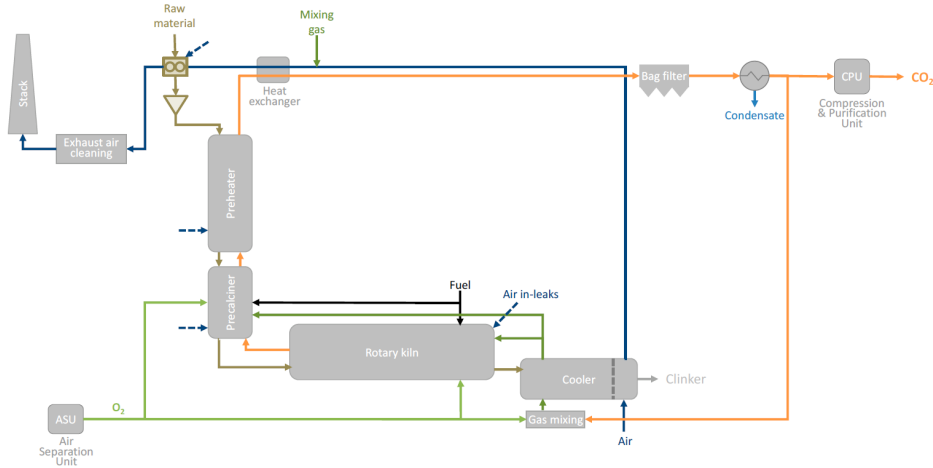 Raw
material
Mixing
gas
Stack
Heat
exchanger
Bag filter
CPU
CO₂
Compression
& Purification
Unit
Condensate
Exhaust air
cleaning
Preheater
Precalciner
Fuel
Air in-leaks
Rotary kiln
Cooler
Clinker
ASU
O₂
Gas mixing
Air
Air
Separation
Unit